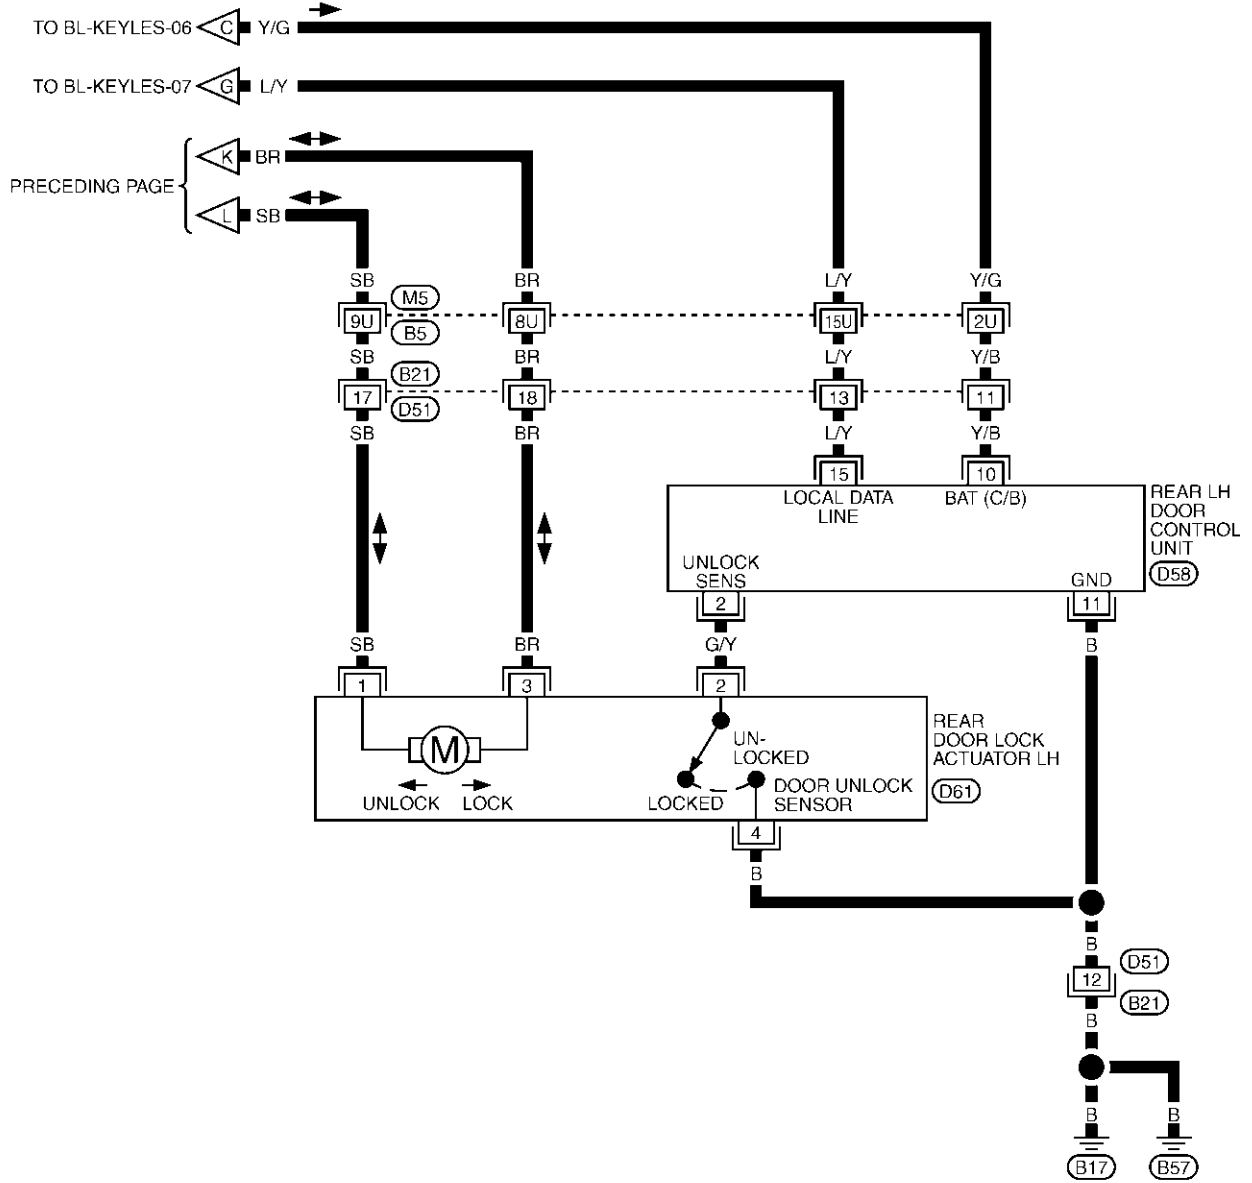 TO BL-KEYLES-06 C Y/G
TO BL-KEYLES-07 G L/Y
K BR
PRECEDING PAGE
L SB
SB BR L/Y Y/G
M5
9U 8U 15U 2U
B5
SB BR L/Y Y/B
B21
17 18 13 11
D51
SB BR L/Y Y/B
15 10
LOCAL DATA
LINE
BAT (C/B)
REAR LH
DOOR
CONTROL
UNIT
D58
UNLOCK
SENS
GND
2 11
SB BR G/Y B
1 3 2
M
UNLOCK LOCK
UN-
LOCKED
LOCKED
DOOR UNLOCK
SENSOR
REAR
DOOR LOCK
ACTUATOR LH
D61
4
B
B
D51
12
B21
B
B B
B17 B57